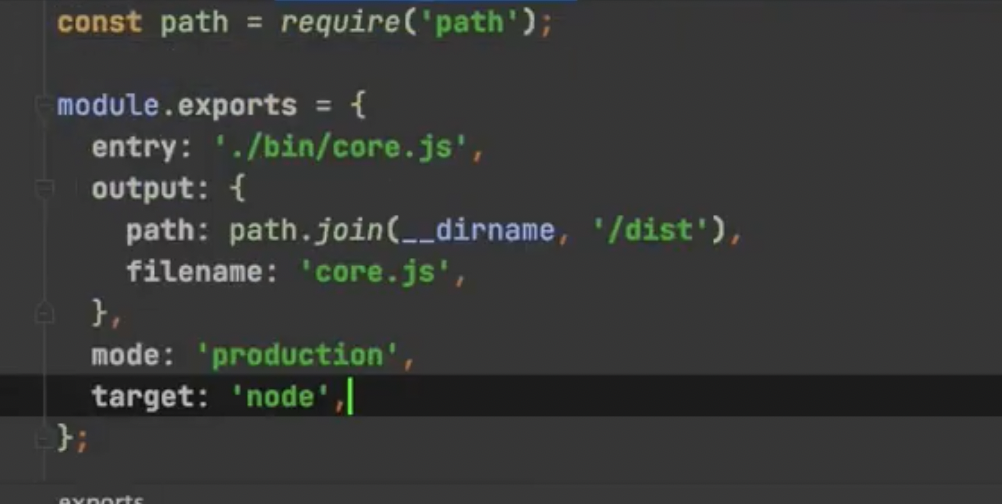 const path = require('path');
module.exports = {
  entry: './bin/core.js',
  output: {
    path: path.join(__dirname, '/dist'),
    filename: 'core.js',
  },
  mode: 'production',
  target: 'node',
};
exports